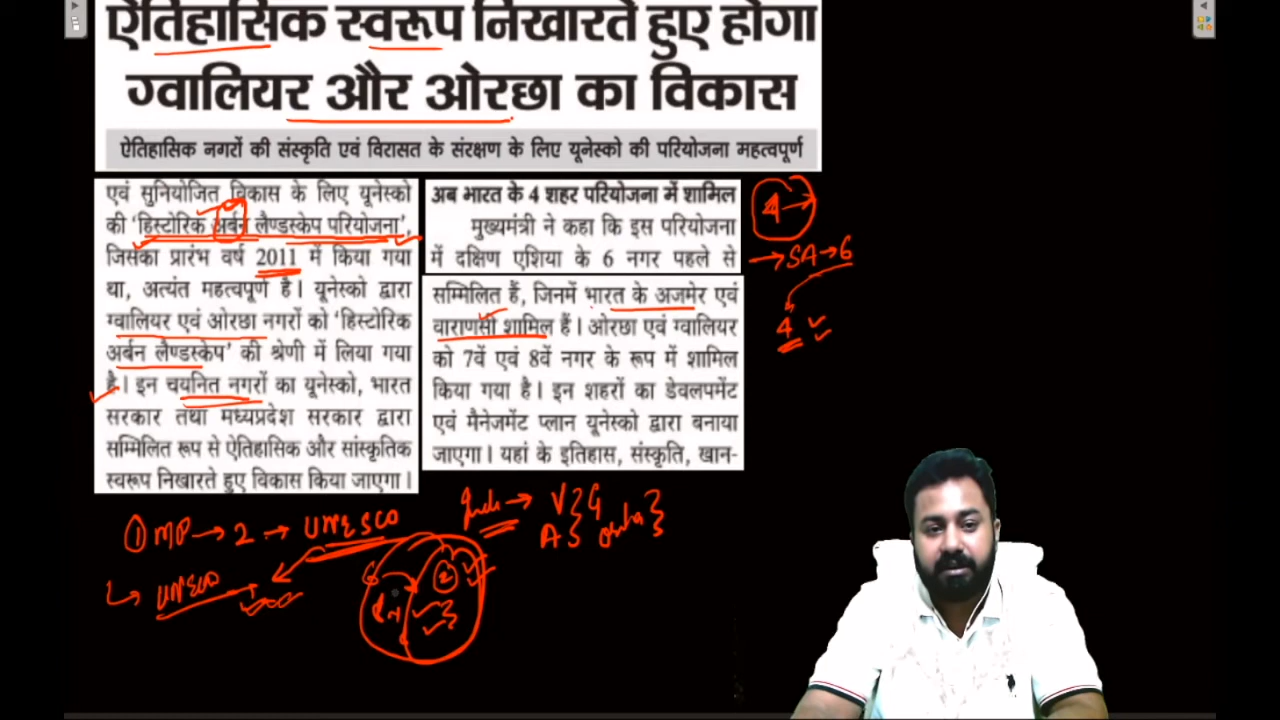 ऐतिहासिक स्वरूप निखारते हुए होगा
ग्वालियर और ओरछा का विकास
ऐतिहासिक नगरों की संस्कृति एवं विरासत के संरक्षण के लिए यूनेस्को की परियोजना महत्वपूर्ण
एवं सुनियोजित विकास के लिए यूनेस्को
की 'हिस्टोरिक अर्बन लैण्डस्केप परियोजना',
जिसका प्रारंभ वर्ष 2011 में किया गया
था, अत्यंत महत्वपूर्ण है। यूनेस्को द्वारा
ग्वालियर एवं ओरछा नगरों को 'हिस्टोरिक
अर्बन लैण्डस्केप' की श्रेणी में लिया गया
है। इन चयनित नगरों का यूनेस्को, भारत
सरकार तथा मध्यप्रदेश सरकार द्वारा
सम्मिलित रूप से ऐतिहासिक और सांस्कृतिक
स्वरूप निखारते हुए विकास किया जाएगा।
अब भारत के 4 शहर परियोजना में शामिल
मुख्यमंत्री ने कहा कि इस परियोजना
में दक्षिण एशिया के 6 नगर पहले से
सम्मिलित हैं, जिनमें भारत के अजमेर एवं
वाराणसी शामिल हैं। ओरछा एवं ग्वालियर
को 7वें एवं 8वें नगर के रूप में शामिल
किया गया है। इन शहरों का डेवलपमेंट
एवं मैनेजमेंट प्लान यूनेस्को द्वारा बनाया
जाएगा। यहां के इतिहास, संस्कृति, खान-
4
→ SA → 6
4
① MP → 2 → UNESCO
UNESCO
→ V } G
A }
2